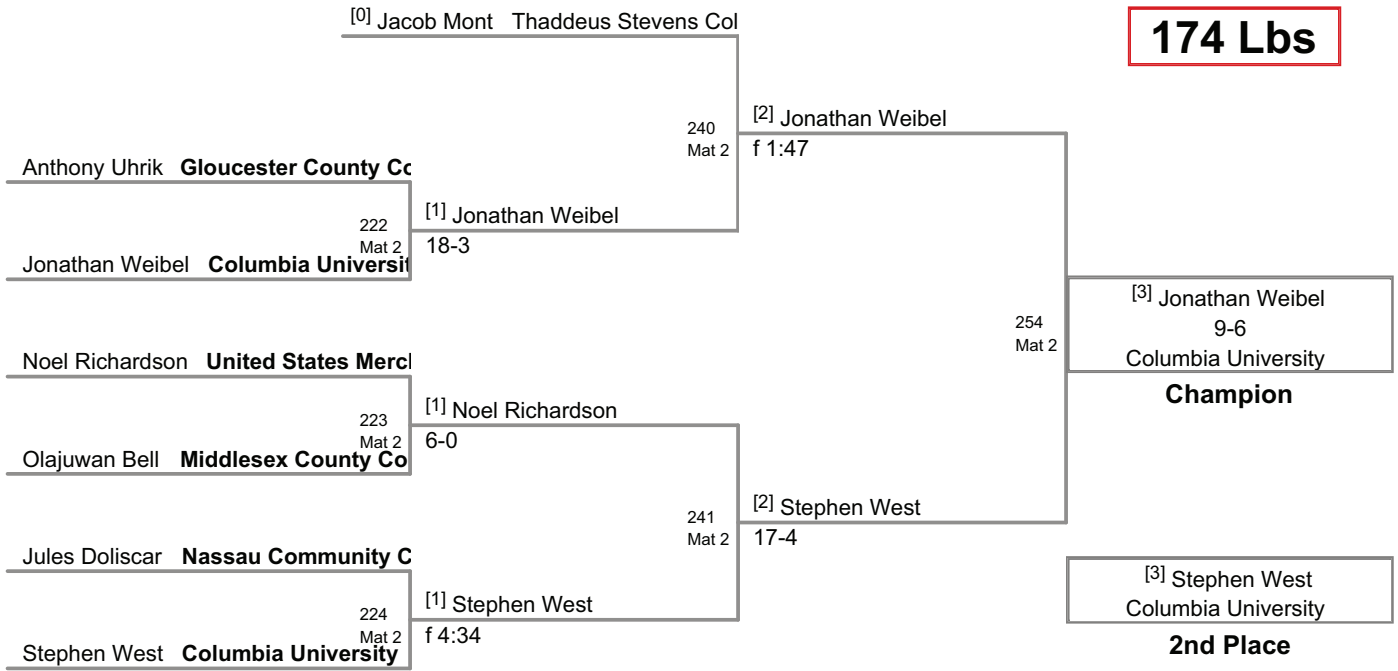 [0] Jacob Mont Thaddeus Stevens Col
174 Lbs
[2] Jonathan Weibel
240
Mat 2
f 1:47
Anthony Uhrik Gloucester County Co
[1] Jonathan Weibel
222
Mat 2
18-3
Jonathan Weibel Columbia Universit
[3] Jonathan Weibel
9-6
Columbia University
Champion
254
Mat 2
Noel Richardson United States Merc
[1] Noel Richardson
223
Mat 2
6-0
Olajuwan Bell Middlesex County Co
[2] Stephen West
241
Mat 2
17-4
Jules Doliscar Nassau Community C
[1] Stephen West
224
Mat 2
f 4:34
Stephen West Columbia University
[3] Stephen West
Columbia University
2nd Place